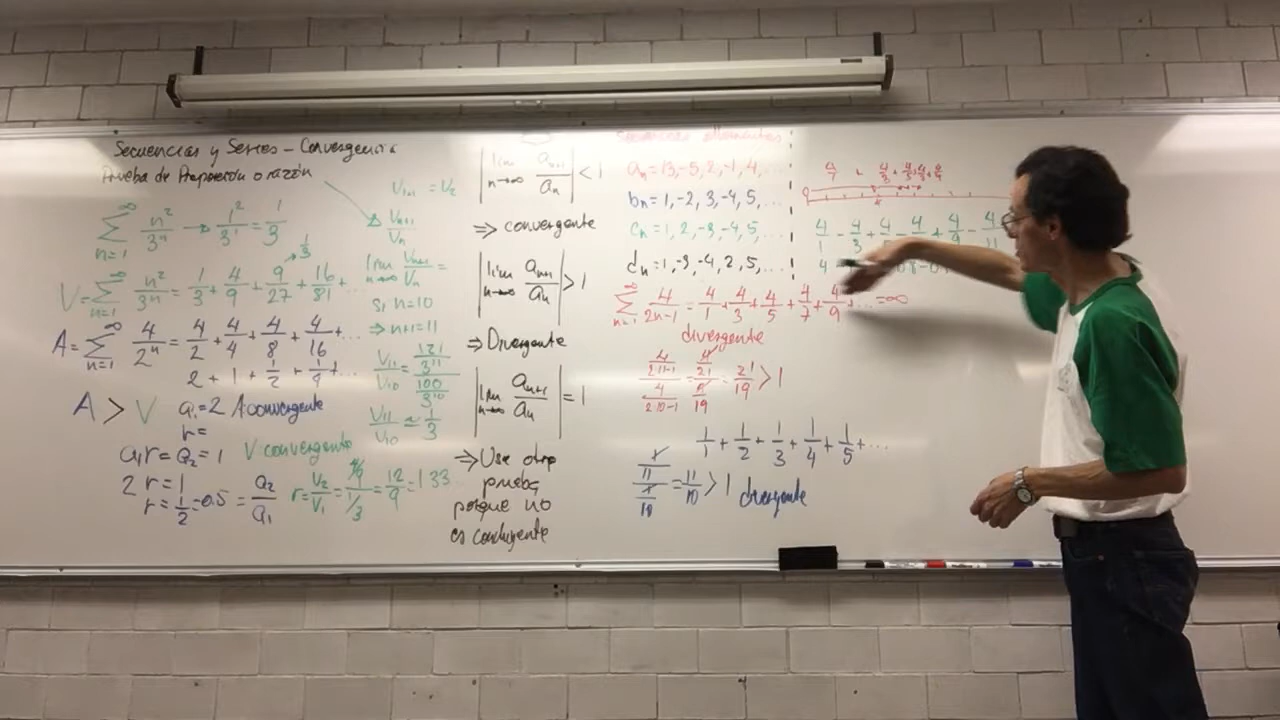 Secuencias y Series - Convergencia
Prueba de Proporción o razón
∞ Σ n=1 n²/3ⁿ → 1²/3¹ = 1/3
V = ∞ Σ n=1 n²/3ⁿ = 1/3 + 4/9 + 9/27 + 16/81 + ...
→ 1/3
A = ∞ Σ n=1 4/2ⁿ = 4/2 + 4/4 + 4/8 + 4/16 + ...
2 + 1 + 1/2 + 1/4 + ...
A > V
a₁ = 2 A convergente
r =
a₁r = a₂ = 1
V convergente
2 r = 1
r = 1/2 = 0.5 = a₂/a₁
r = V₂/V₁ = 4/9 / 1/3 = 12/9 = 1.33
V₁₊₁ = V₂
Vₙ₊₁/Vₙ
lim n→∞ Vₙ₊₁/Vₙ =
si n=10
⇒ n+1=11
V₁₁/V₁₀ = 121/3¹¹ / 100/3¹⁰
V₁₁/V₁₀ ≈ 1/3
| lim n→∞ aₙ₊₁/aₙ | < 1
⇒ convergente
| lim n→∞ aₙ₊₁/aₙ | > 1
⇒ Divergente
| lim n→∞ aₙ₊₁/aₙ | = 1
⇒ Use otra
prueba
porque no
es concluyente
aₙ = 13, -5, 2, -1, 4, ...
bₙ = 1, -2, 3, -4, 5, ...
cₙ = 1, 2, -3, -4, 5, ...
dₙ = 1, -3, -4, 2, 5, ...
∞ Σ n=1 4/2n-1 = 4/1 + 4/3 + 4/5 + 4/7 + 4/9 + ... = ∞
divergente
4/2·11-1 / 4/2·10-1 = 4/21 / 4/19 = 21/19 > 1
1/1 + 1/2 + 1/3 + 1/4 + 1/5 + ...
1/11 / 1/10 = 11/10 > 1 divergente
4/1 - 4/3 + 4/5 - 4/7 + 4/9 - 4/11